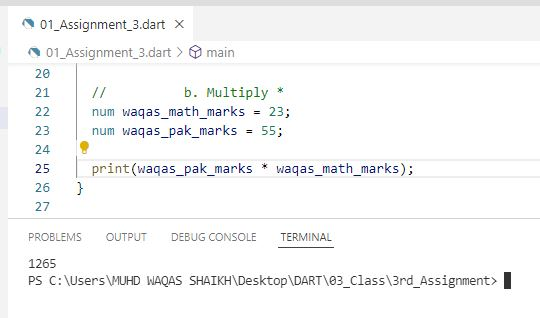 01_Assignment_3.dart
01_Assignment_3.dart > main
20
21 // b. Multiply *
22 num waqas_math_marks = 23;
23 num waqas_pak_marks = 55;
24
25 print(waqas_pak_marks * waqas_math_marks);
26 }
27
PROBLEMS OUTPUT DEBUG CONSOLE TERMINAL
1265
PS C:\Users\MUHD WAQAS SHAIKH\Desktop\DART\03_Class\3rd_Assignment>